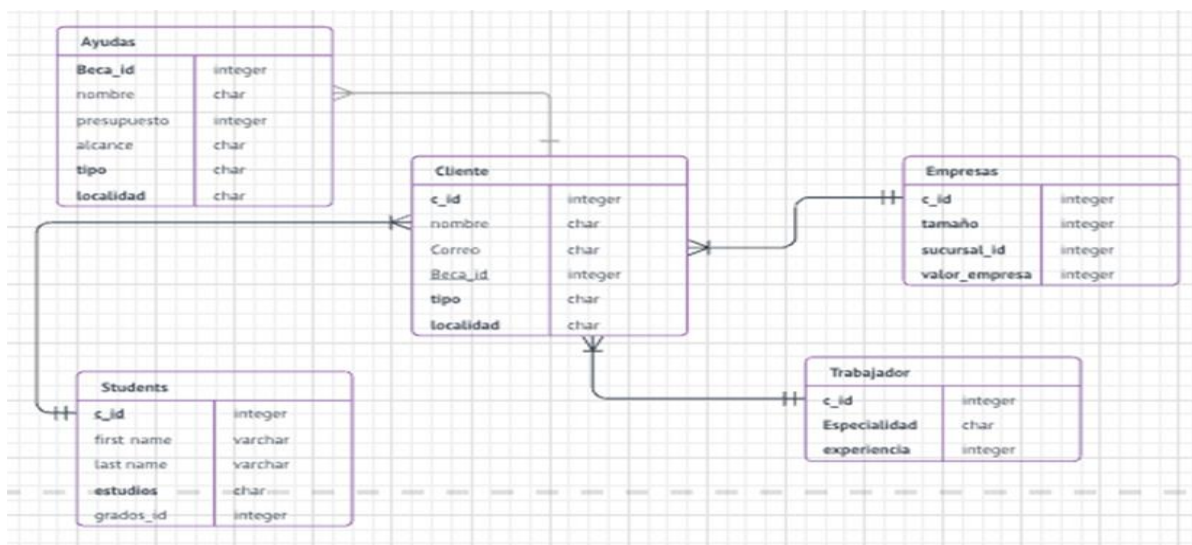 Ayudas
Beca_id integer
nombre char
presupuesto integer
alcance char
tipo char
localidad char
Cliente
c_id integer
nombre char
Correo char
Beca_id integer
tipo char
localidad char
Empresas
c_id integer
tamaño integer
sucursal_id integer
valor_empresa integer
Students
c_id integer
first name varchar
last name varchar
estudios char
grados_id integer
Trabajador
c_id integer
Especialidad char
experiencia integer